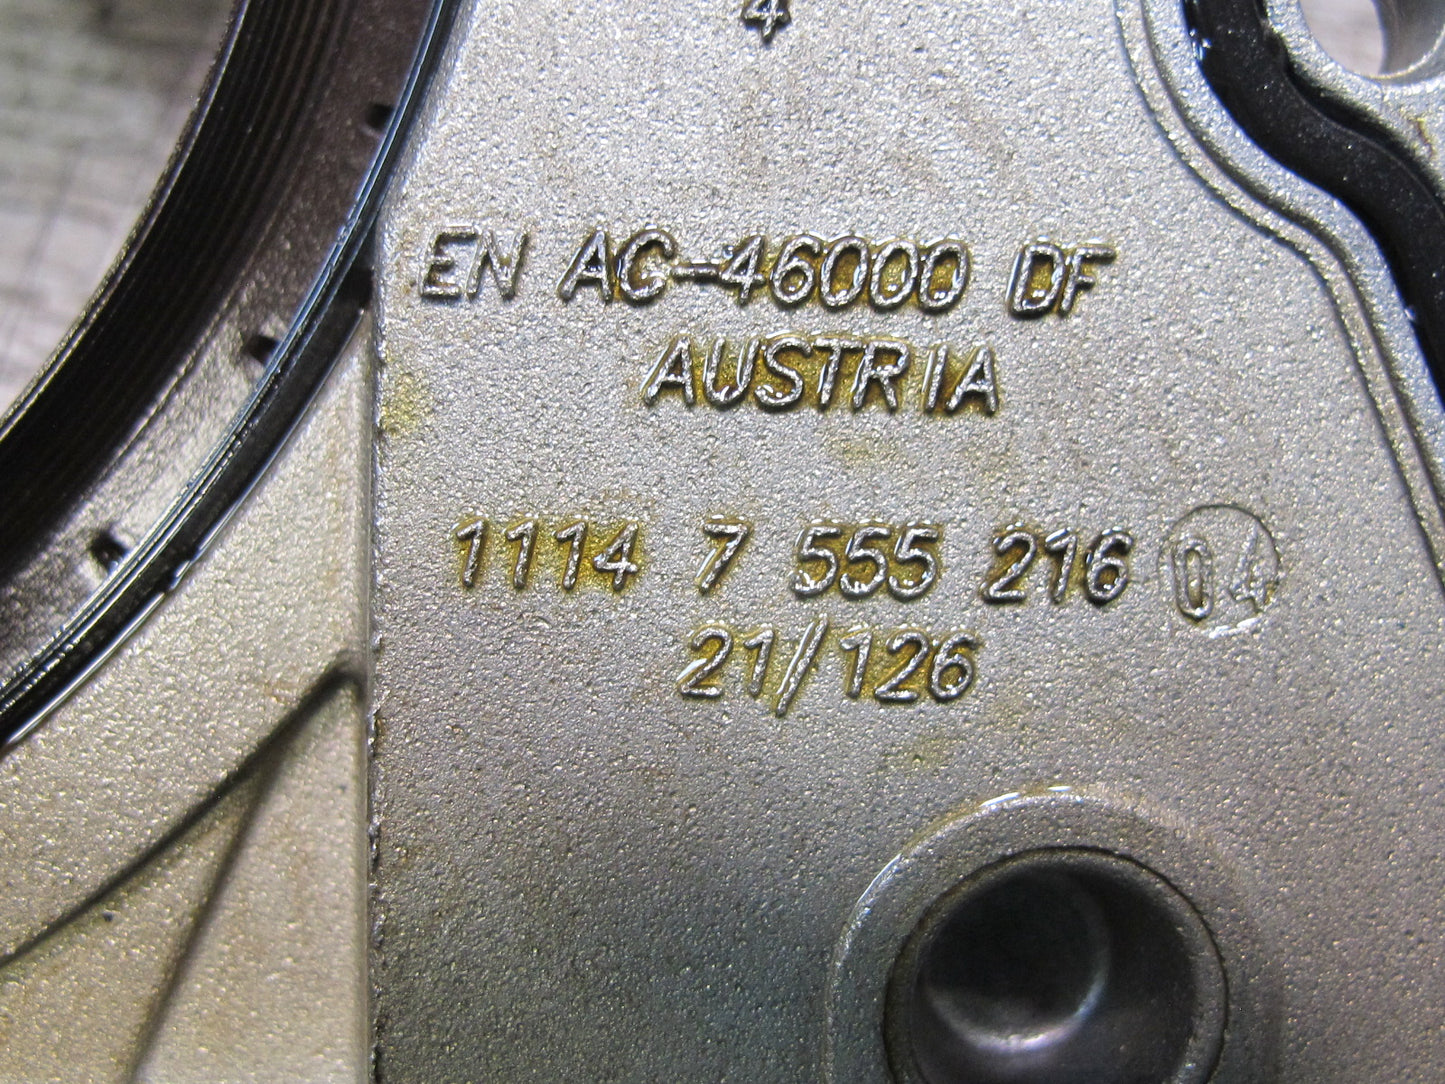 4
EN AC-46000 DF
AUSTRIA
1114 7 555 216 04
21/126